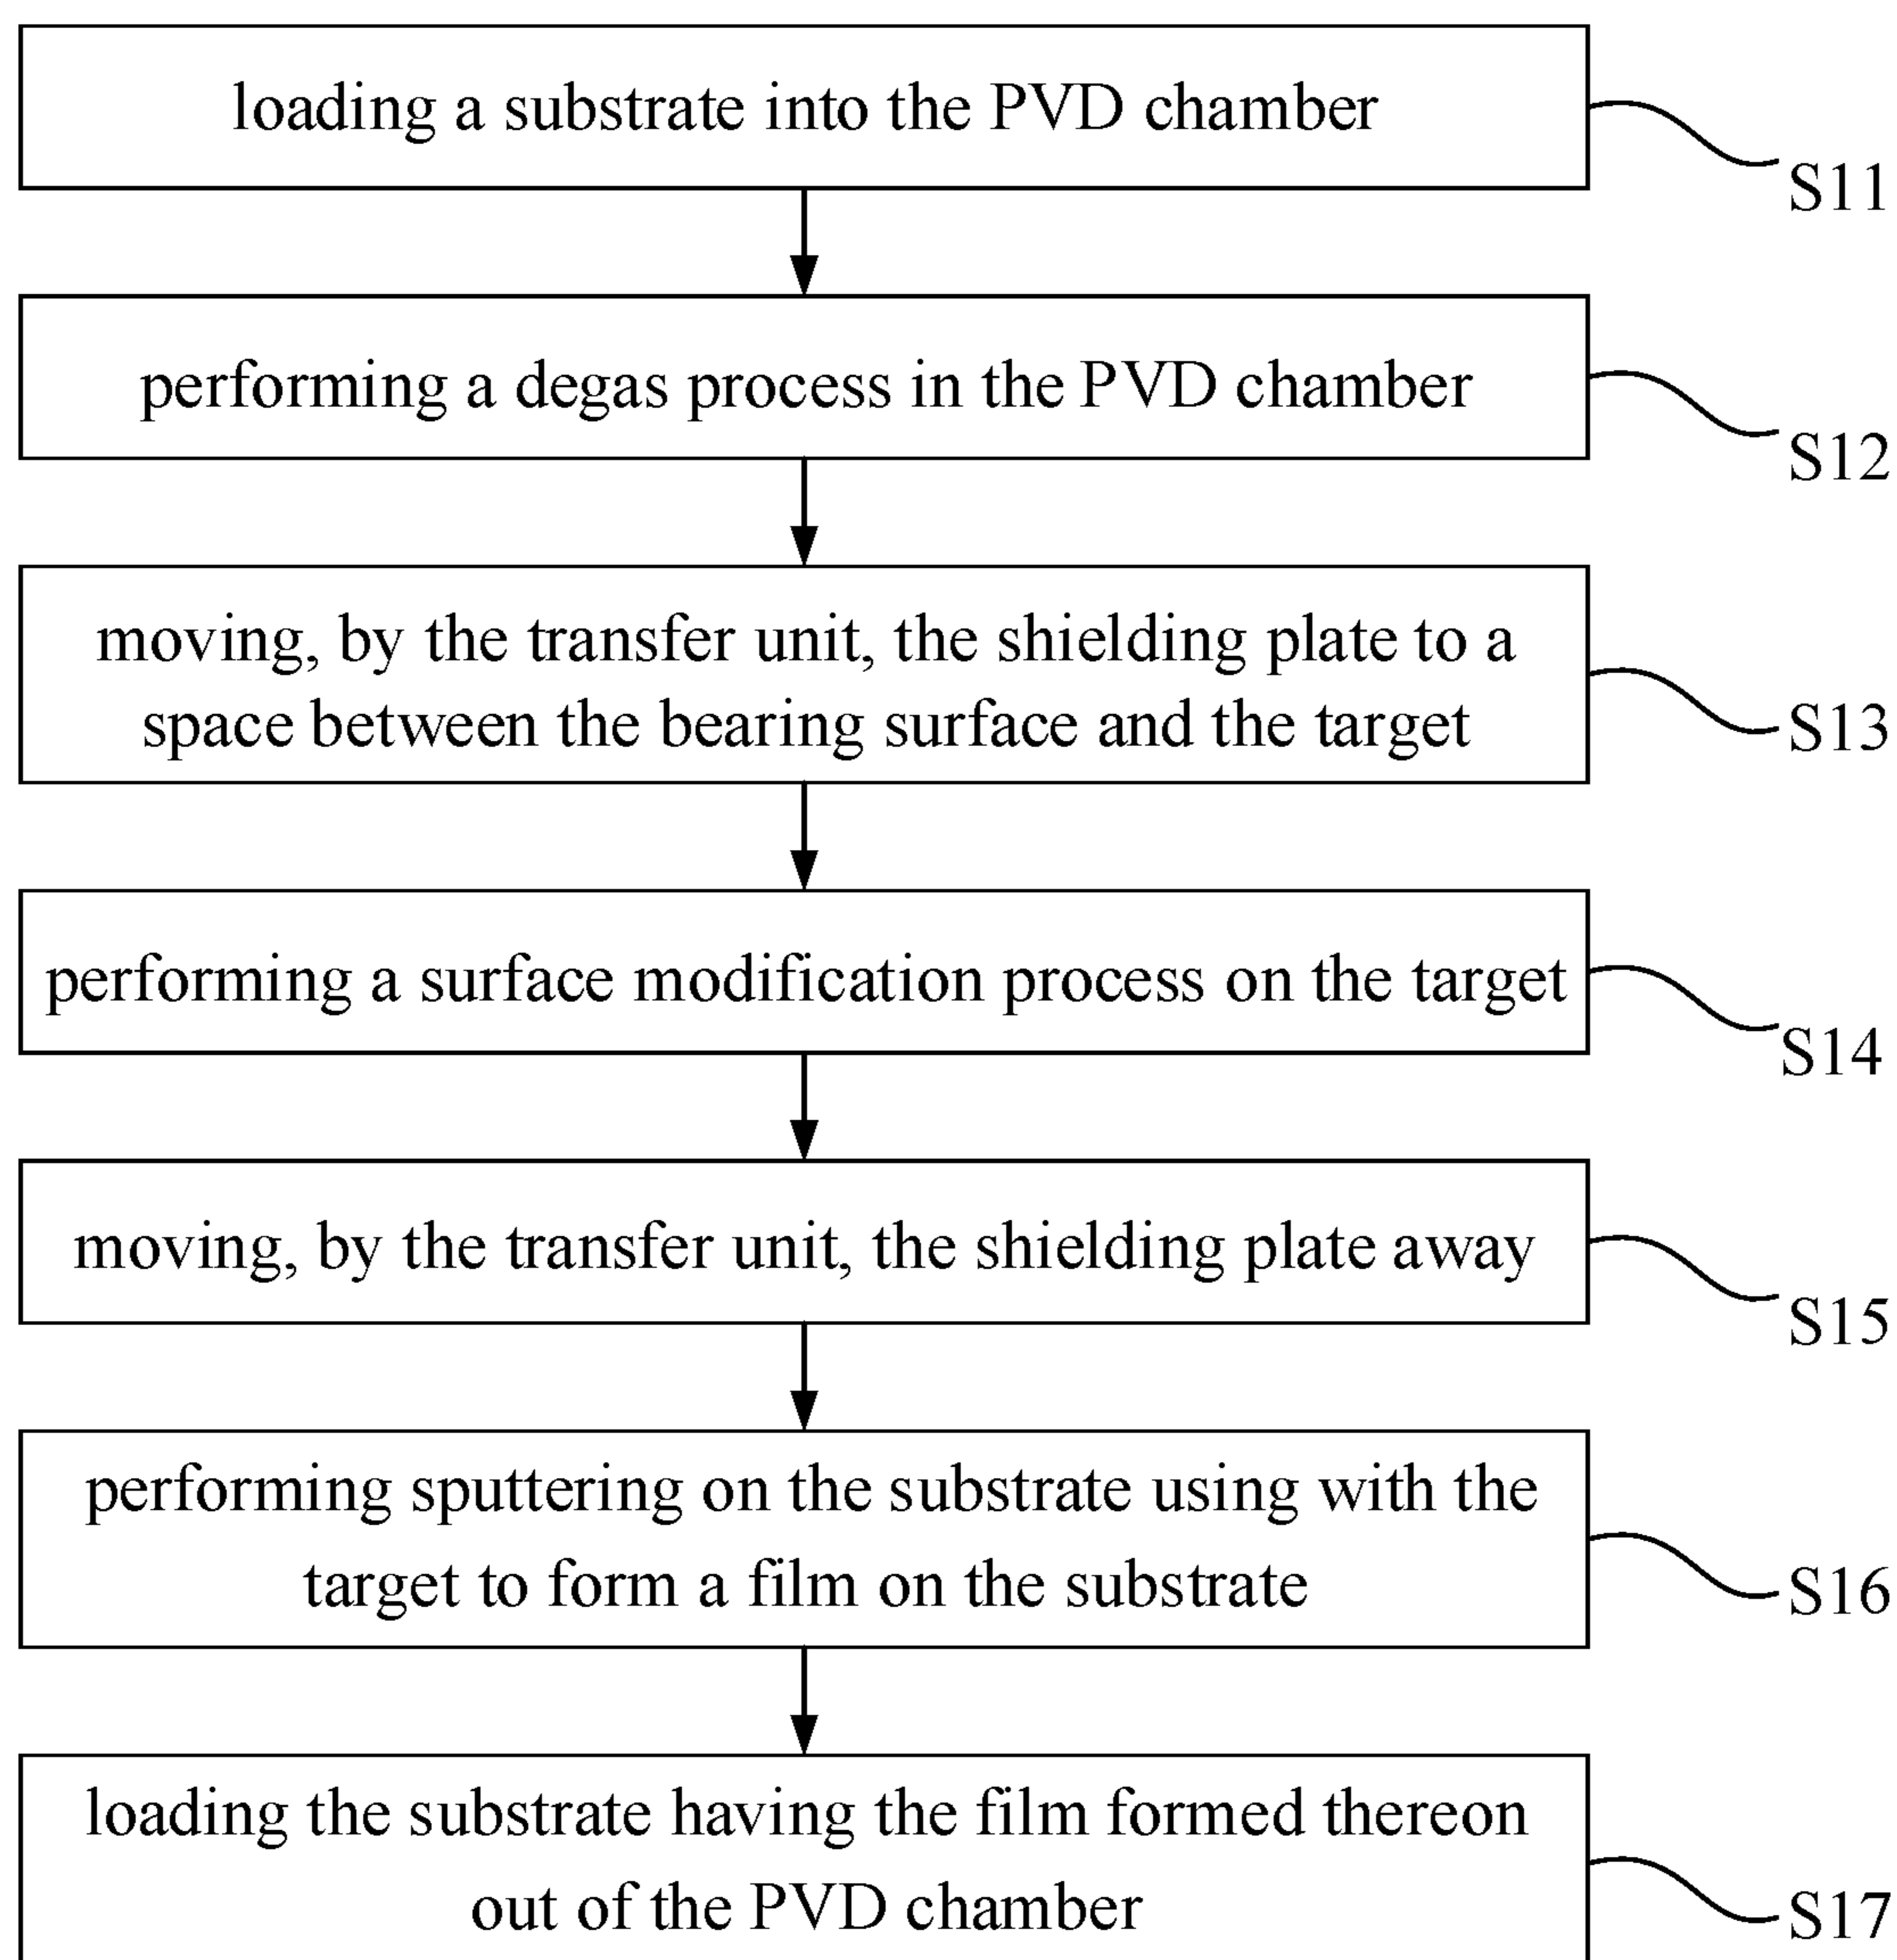 loading a substrate into the PVD chamber
S11
performing a degas process in the PVD chamber
S12
moving, by the transfer unit, the shielding plate to a
space between the bearing surface and the target
S13
performing a surface modification process on the target
S14
moving, by the transfer unit, the shielding plate away
S15
performing sputtering on the substrate using with the
target to form a film on the substrate
S16
loading the substrate having the film formed thereon
out of the PVD chamber
S17